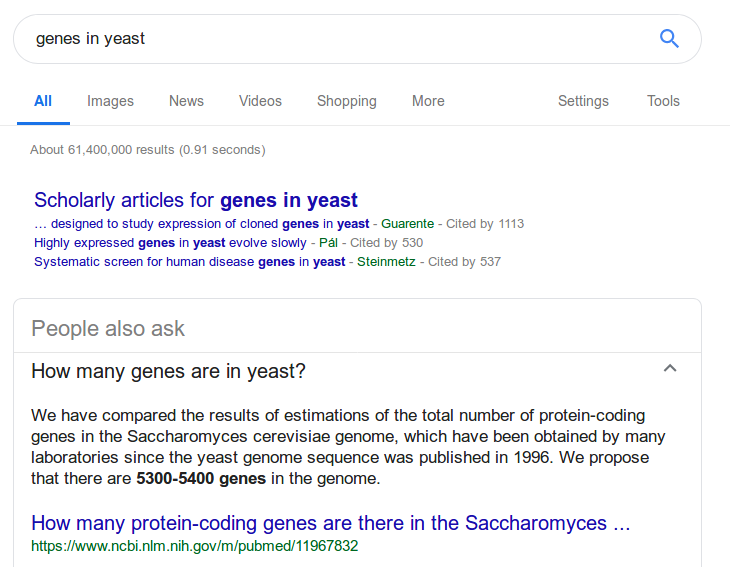 genes in yeast
All Images News Videos Shopping More Settings Tools
About 61,400,000 results (0.91 seconds)
Scholarly articles for genes in yeast
... designed to study expression of cloned genes in yeast - Guarente - Cited by 1113
Highly expressed genes in yeast evolve slowly - Pál - Cited by 530
Systematic screen for human disease genes in yeast - Steinmetz - Cited by 537
People also ask
How many genes are in yeast?
We have compared the results of estimations of the total number of protein-coding
genes in the Saccharomyces cerevisiae genome, which have been obtained by many
laboratories since the yeast genome sequence was published in 1996. We propose
that there are 5300-5400 genes in the genome.
How many protein-coding genes are there in the Saccharomyces ...
https://www.ncbi.nlm.nih.gov/m/pubmed/11967832